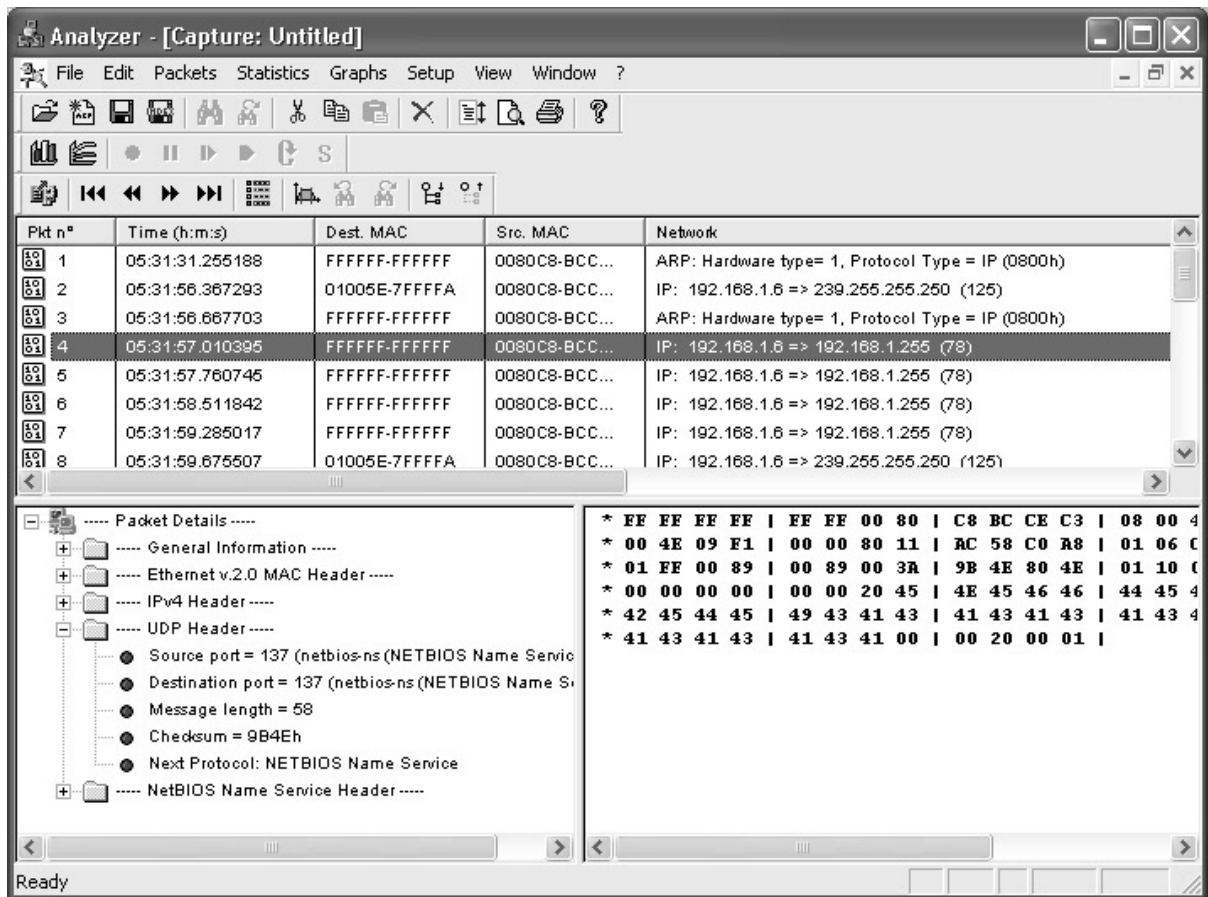 Analyzer - [Capture: Untitled]
File Edit Packets Statistics Graphs Setup View Window ?
S
Pkt n° Time (h:m:s) Dest. MAC Src. MAC Network
1 05:31:31.255188 FFFFFF-FFFFFF 0080C8-BCC... ARP: Hardware type= 1, Protocol Type = IP (0800h)
2 05:31:56.367293 01005E-7FFFFA 0080C8-BCC... IP: 192.168.1.6 => 239.255.255.250 (125)
3 05:31:56.667703 FFFFFF-FFFFFF 0080C8-BCC... ARP: Hardware type= 1, Protocol Type = IP (0800h)
4 05:31:57.010395 FFFFFF-FFFFFF 0080C8-BCC... IP: 192.168.1.6 => 192.168.1.255 (78)
5 05:31:57.760745 FFFFFF-FFFFFF 0080C8-BCC... IP: 192.168.1.6 => 192.168.1.255 (78)
6 05:31:58.511842 FFFFFF-FFFFFF 0080C8-BCC... IP: 192.168.1.6 => 192.168.1.255 (78)
7 05:31:59.285017 FFFFFF-FFFFFF 0080C8-BCC... IP: 192.168.1.6 => 192.168.1.255 (78)
8 05:31:59.675507 01005E-7FFFFA 0080C8-BCC... IP: 192.168.1.6 => 239.255.255.250 (125)
----- Packet Details -----
----- General Information -----
----- Ethernet v.2.0 MAC Header -----
----- IPv4 Header -----
----- UDP Header -----
Source port = 137 (netbios-ns (NETBIOS Name Servic
Destination port = 137 (netbios-ns (NETBIOS Name S
Message length = 58
Checksum = 9B4Eh
Next Protocol: NETBIOS Name Service
----- NetBIOS Name Service Header -----
* FF FF FF FF | FF FF 00 80 | C8 BC CE C3 | 08 00 4
* 00 4E 09 F1 | 00 00 80 11 | AC 58 C0 A8 | 01 06
* 01 FF 00 89 | 00 89 00 3A | 9B 4E 80 4E | 01 10
* 00 00 00 00 | 00 00 20 45 | 4E 45 46 46 | 44 45 4
* 42 45 44 45 | 49 43 41 43 | 41 43 41 43 | 41 43 4
* 41 43 41 43 | 41 43 41 00 | 00 20 00 01 |
Ready